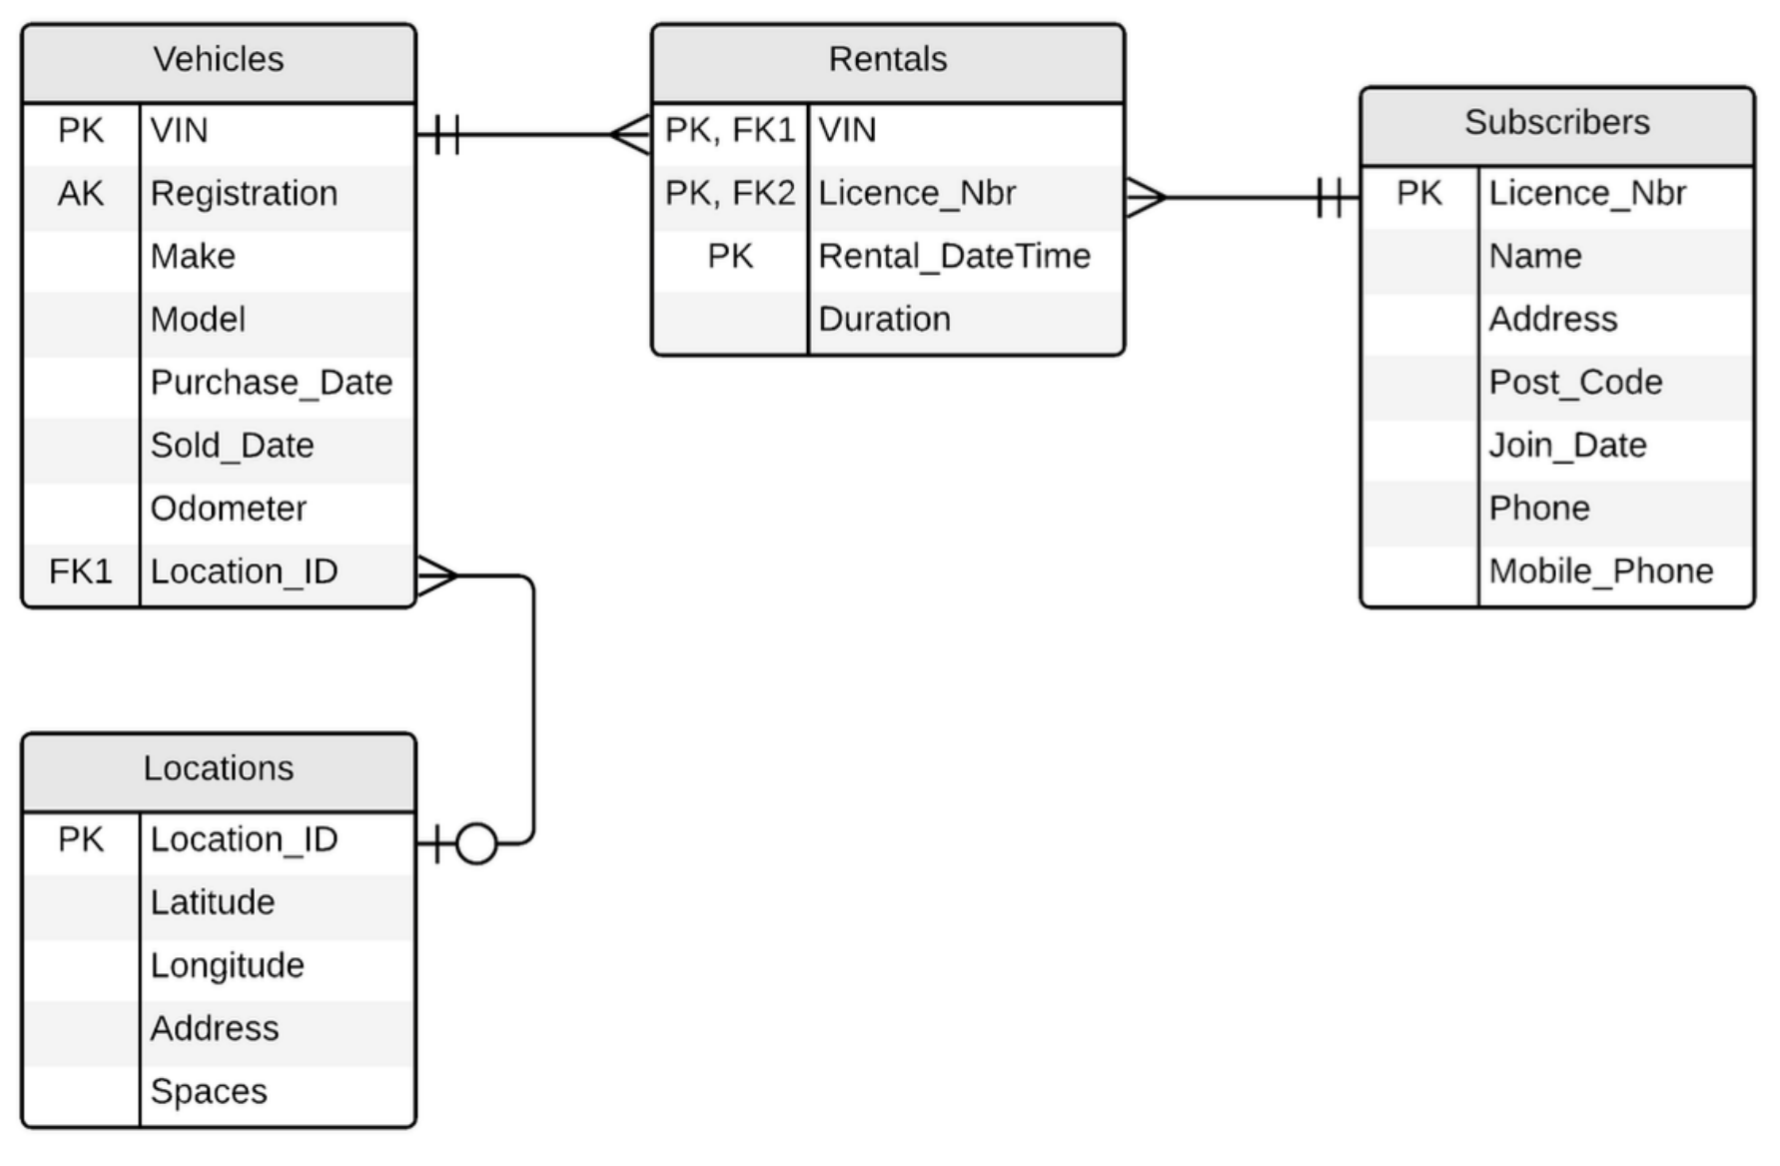 Vehicles
PK VIN
AK Registration
Make
Model
Purchase_Date
Sold_Date
Odometer
FK1 Location_ID
Rentals
PK, FK1 VIN
PK, FK2 Licence_Nbr
PK Rental_DateTime
Duration
Subscribers
PK Licence_Nbr
Name
Address
Post_Code
Join_Date
Phone
Mobile_Phone
Locations
PK Location_ID
Latitude
Longitude
Address
Spaces